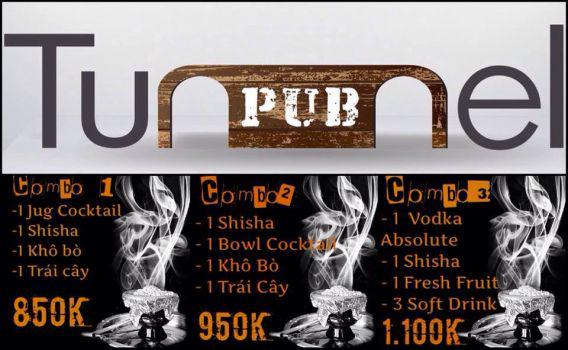 Tunnel
PUB
Combo 1
-1 Jug Cocktail
-1 Shisha
-1 Khô bò
-1 Trái cây
850K
Combo 2
- 1 Shisha
- 1 Bowl Cocktail
- 1 Khô Bò
- 1 Trái Cây
950K
Combo 3:
- 1 Vodka
Absolute
- 1 Shisha
- 1 Fresh Fruit
- 3 Soft Drink
1.100K